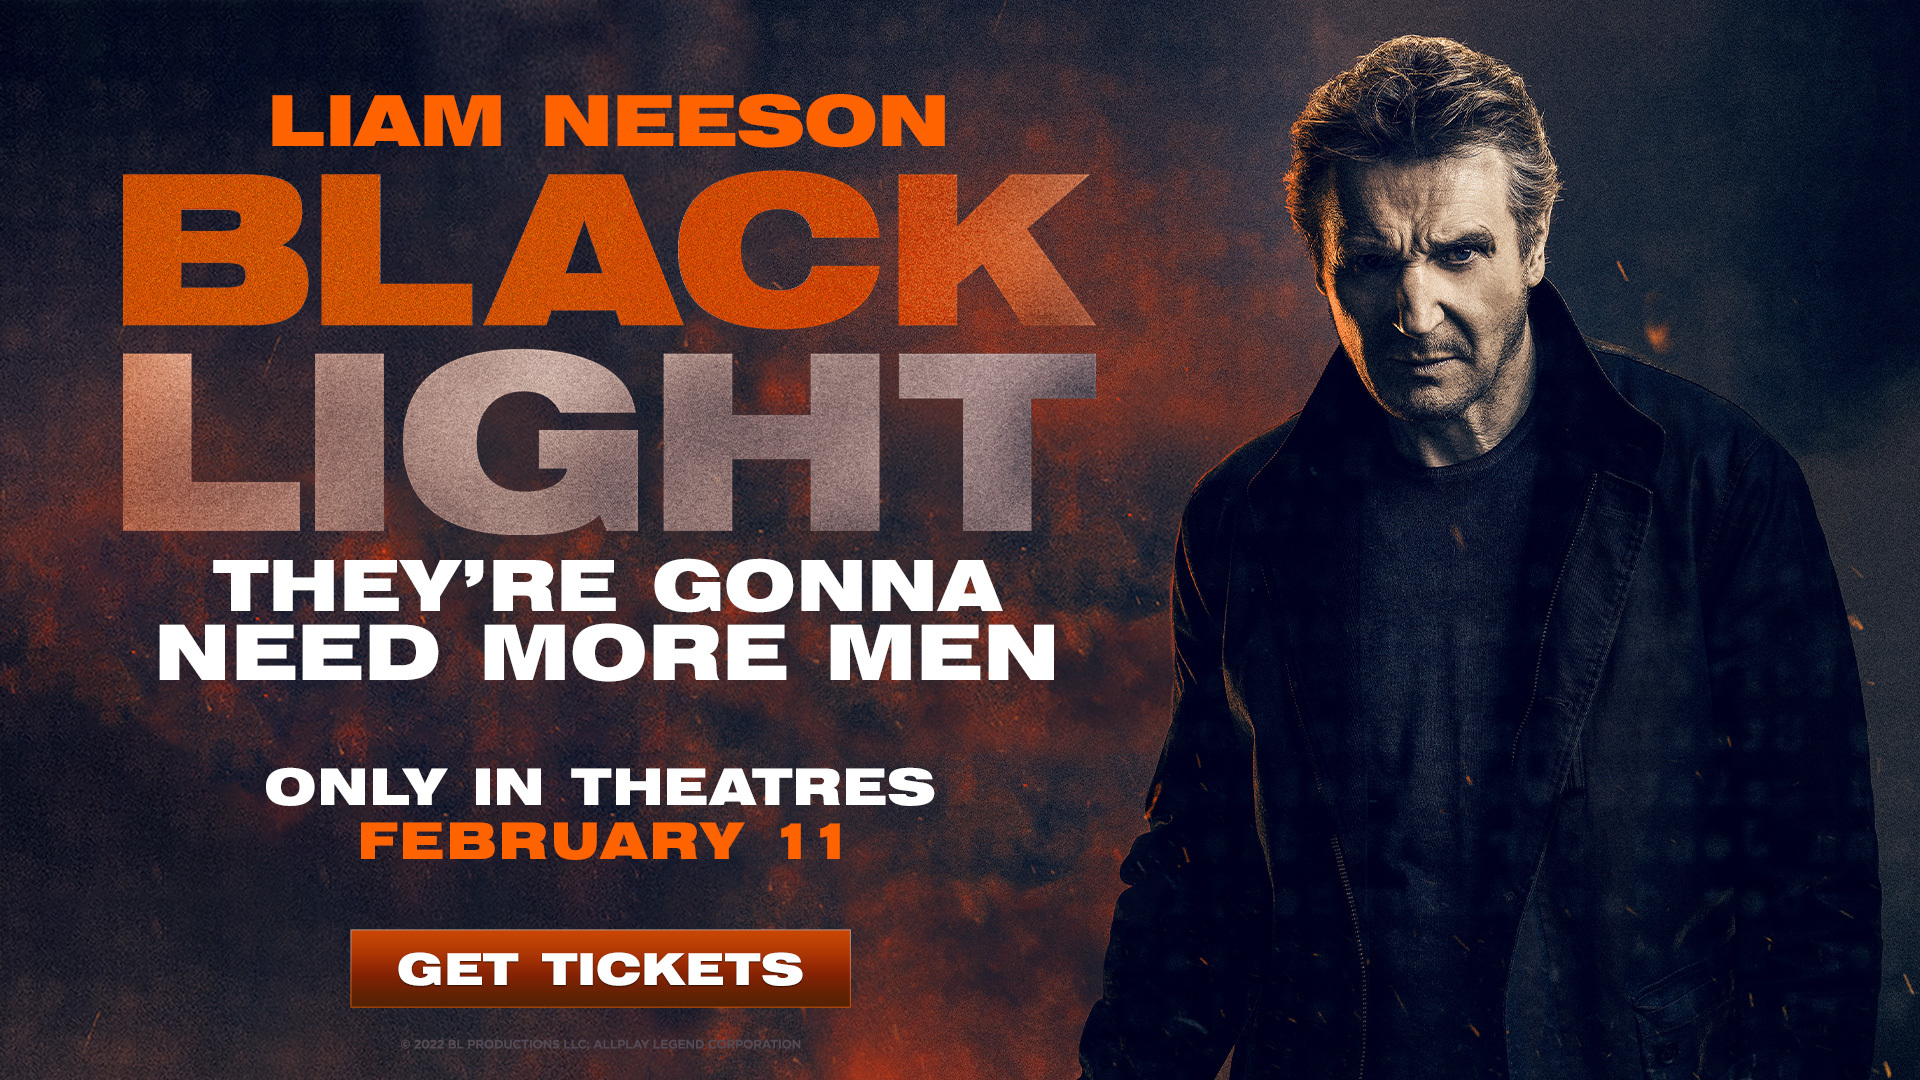 LIAM NEESON
BLACK
LIGHT
THEY’RE GONNA
NEED MORE MEN
ONLY IN THEATRES
FEBRUARY 11
GET TICKETS
© 2022 BL PRODUCTIONS LLC; ALLPLAY LEGEND CORPORATION